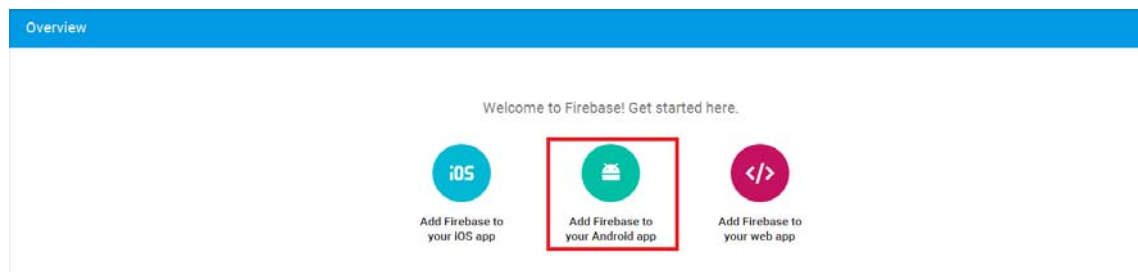 Overview
Welcome to Firebase! Get started here.
iOS
</>
Add Firebase to
your iOS app
Add Firebase to
your Android app
Add Firebase to
your web app